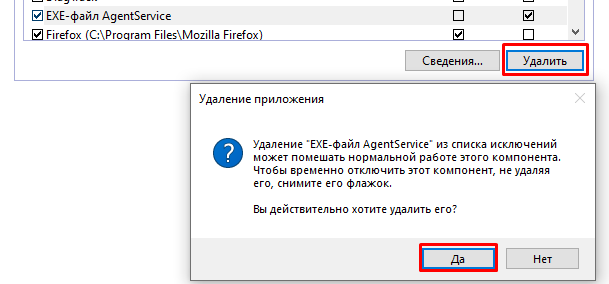 EXE-файл AgentService
Firefox (C:\Program Files\Mozilla Firefox)
Сведения...
Удалить
Удаление приложения
Удаление "EXE-файл AgentService" из списка исключений
может помешать нормальной работе этого компонента.
Чтобы временно отключить этот компонент, не удаляя
его, снимите его флажок.
Вы действительно хотите удалить его?
Да
Нет